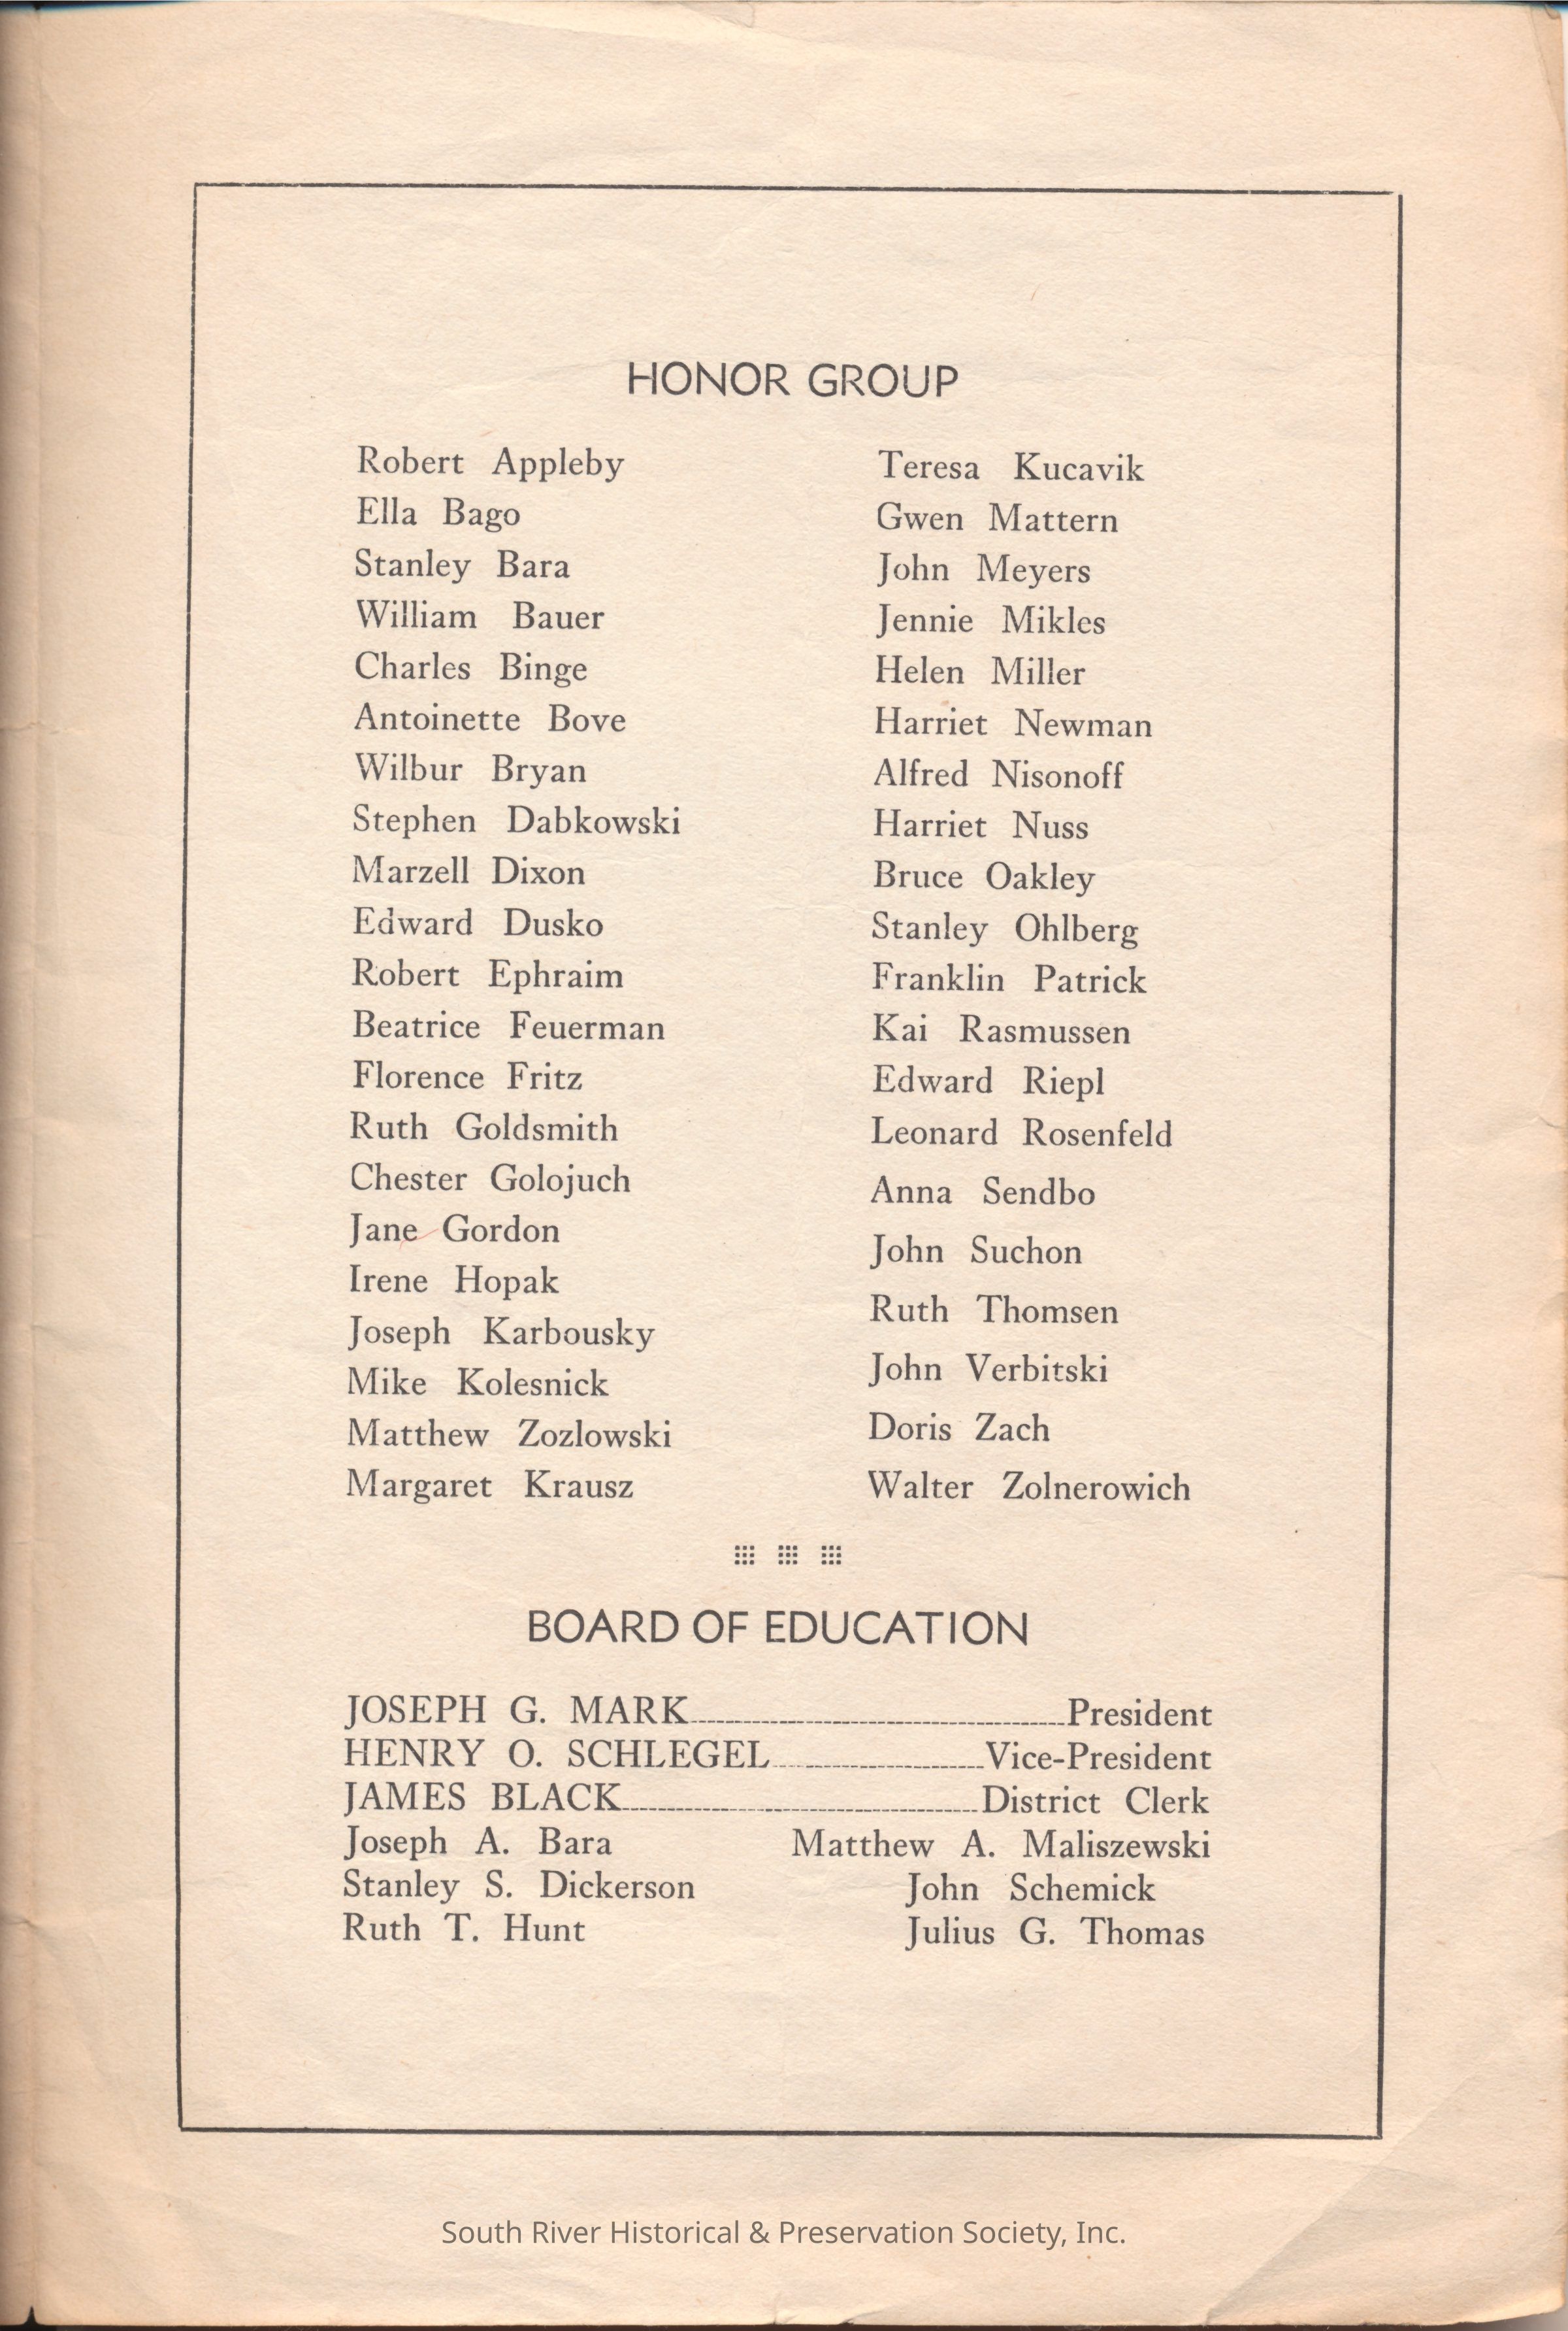 HONOR GROUP
Robert Appleby
Ella Bago
Stanley Bara
William Bauer
Charles Binge
Antoinette Bove
Wilbur Bryan
Stephen Dabkowski
Marzell Dixon
Edward Dusko
Robert Ephraim
Beatrice Feuerman
Florence Fritz
Ruth Goldsmith
Chester Golojuch
Jane Gordon
Irene Hopak
Joseph Karbousky
Mike Kolesnick
Matthew Zozlowski
Margaret Krausz
Teresa Kucavik
Gwen Mattern
John Meyers
Jennie Mikles
Helen Miller
Harriet Newman
Alfred Nisonoff
Harriet Nuss
Bruce Oakley
Stanley Ohlberg
Franklin Patrick
Kai Rasmussen
Edward Riepl
Leonard Rosenfeld
Anna Sendbo
John Suchon
Ruth Thomsen
John Verbitski
Doris Zach
Walter Zolnerowich
BOARD OF EDUCATION
JOSEPH G. MARK President
HENRY O. SCHLEGEL Vice-President
JAMES BLACK District Clerk
Joseph A. Bara Matthew A. Maliszewski
Stanley S. Dickerson John Schemick
Ruth T. Hunt Julius G. Thomas
South River Historical & Preservation Society, Inc.